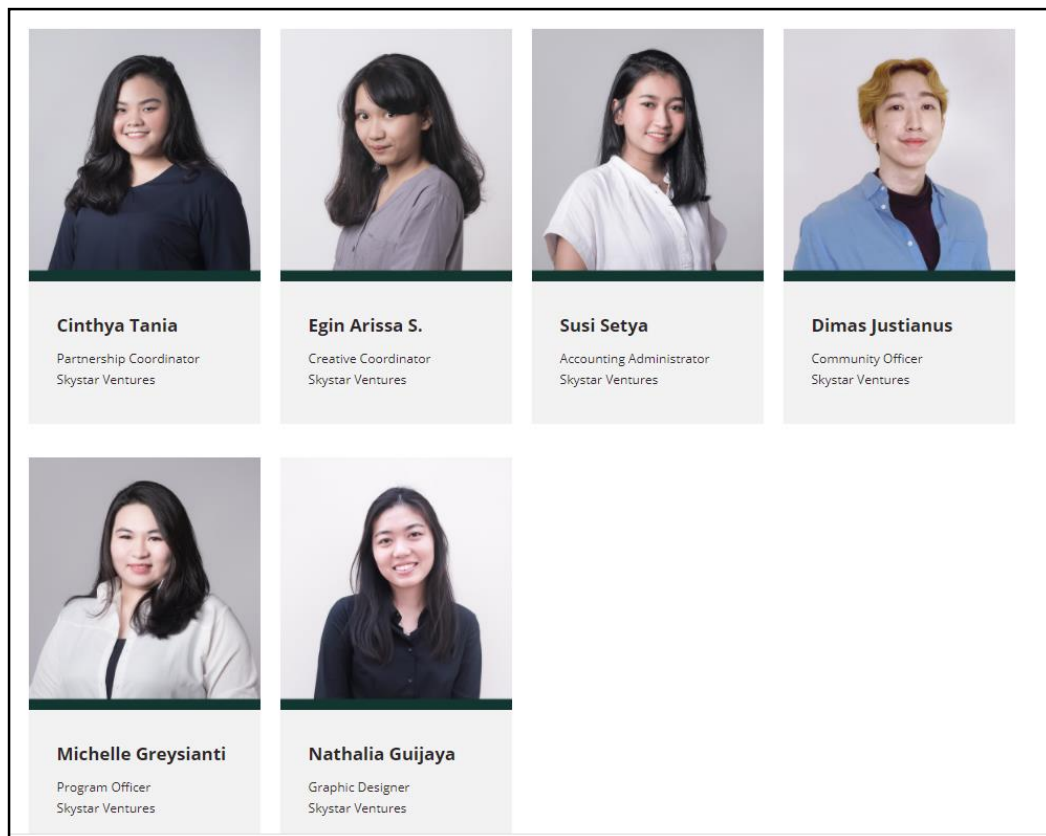 Cinthya Tania
Partnership Coordinator
Skystar Ventures
Egin Arissa S.
Creative Coordinator
Skystar Ventures
Susi Setya
Accounting Administrator
Skystar Ventures
Dimas Justianus
Community Officer
Skystar Ventures
Michelle Greysianti
Program Officer
Skystar Ventures
Nathalia Guijaya
Graphic Designer
Skystar Ventures